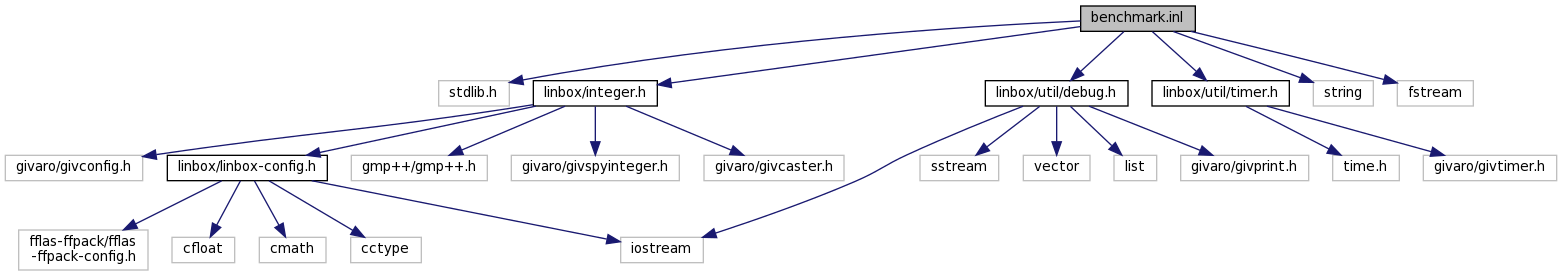 benchmark.inl
stdlib.h
linbox/integer.h
linbox/util/debug.h
linbox/util/timer.h
string
fstream
givaro/givconfig.h
linbox/linbox-config.h
gmp++/gmp++.h
givaro/givspyinteger.h
givaro/givcaster.h
sstream
vector
list
givaro/givprint.h
time.h
givaro/givtimer.h
fflas-ffpack/fflas
-ffpack-config.h
cfloat
cmath
cctype
iostream